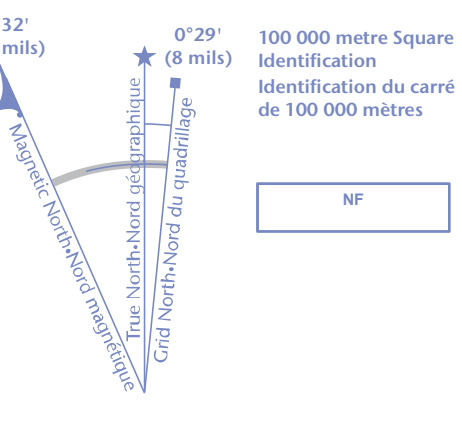 32'
mils)
0°29'
(8 mils)
Magnetic North•Nord magnétique
True North•Nord géographique
Grid North•Nord du quadrillage
100 000 metre Square
Identification
Identification du carré
de 100 000 mètres
NF